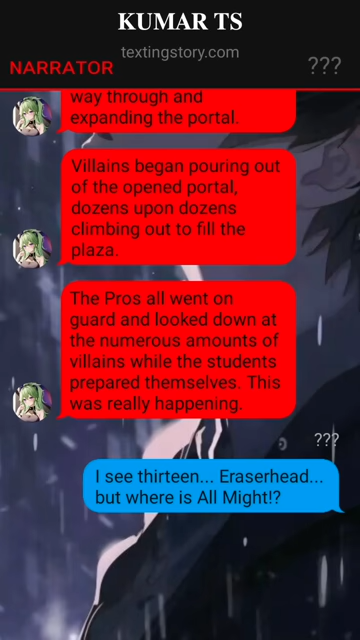 KUMAR TS
textingstory.com
NARRATOR
???
way through and
expanding the portal.
Villains began pouring out
of the opened portal,
dozens upon dozens
climbing out to fill the
plaza.
The Pros all went on
guard and looked down at
the numerous amounts of
villains while the students
prepared themselves. This
was really happening.
???
I see thirteen... Eraserhead...
but where is All Might!?